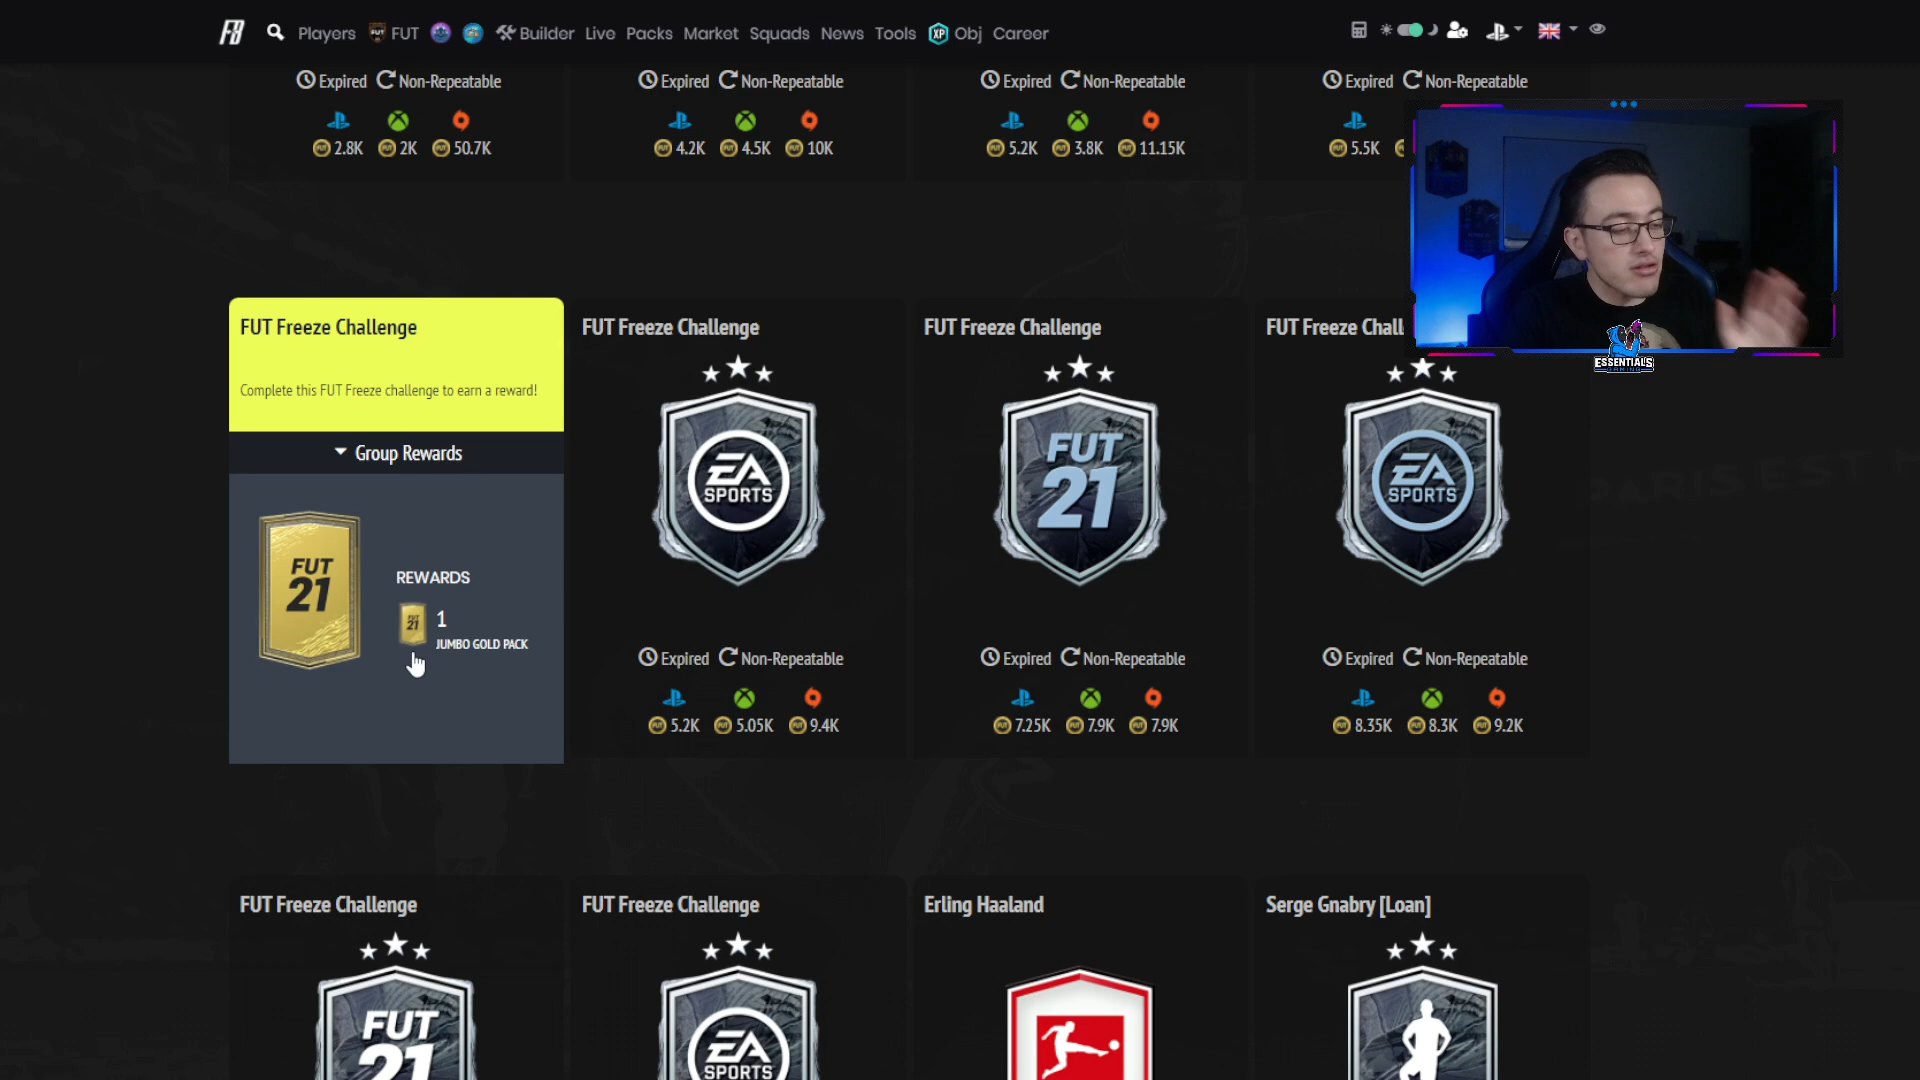 F8 Players FUT Builder Live Packs Market Squads News Tools XP Obj Career
Expired Non-Repeatable
2.8K 2K 50.7K
Expired Non-Repeatable
4.2K 4.5K 10K
Expired Non-Repeatable
5.2K 3.8K 11.15K
Expired Non-Repeatable
5.5K
ESSENTIALS
GAMING
FUT Freeze Challenge
Complete this FUT Freeze challenge to earn a reward!
Group Rewards
FUT
21
REWARDS
FUT
21
1
JUMBO GOLD PACK
FUT Freeze Challenge
EA
SPORTS
Expired Non-Repeatable
5.2K 5.05K 9.4K
FUT Freeze Challenge
FUT
21
Expired Non-Repeatable
7.25K 7.9K 7.9K
FUT Freeze Chall
EA
SPORTS
Expired Non-Repeatable
8.35K 8.3K 9.2K
FUT Freeze Challenge
FUT
21
FUT Freeze Challenge
EA
SPORTS
Erling Haaland
Serge Gnabry [Loan]